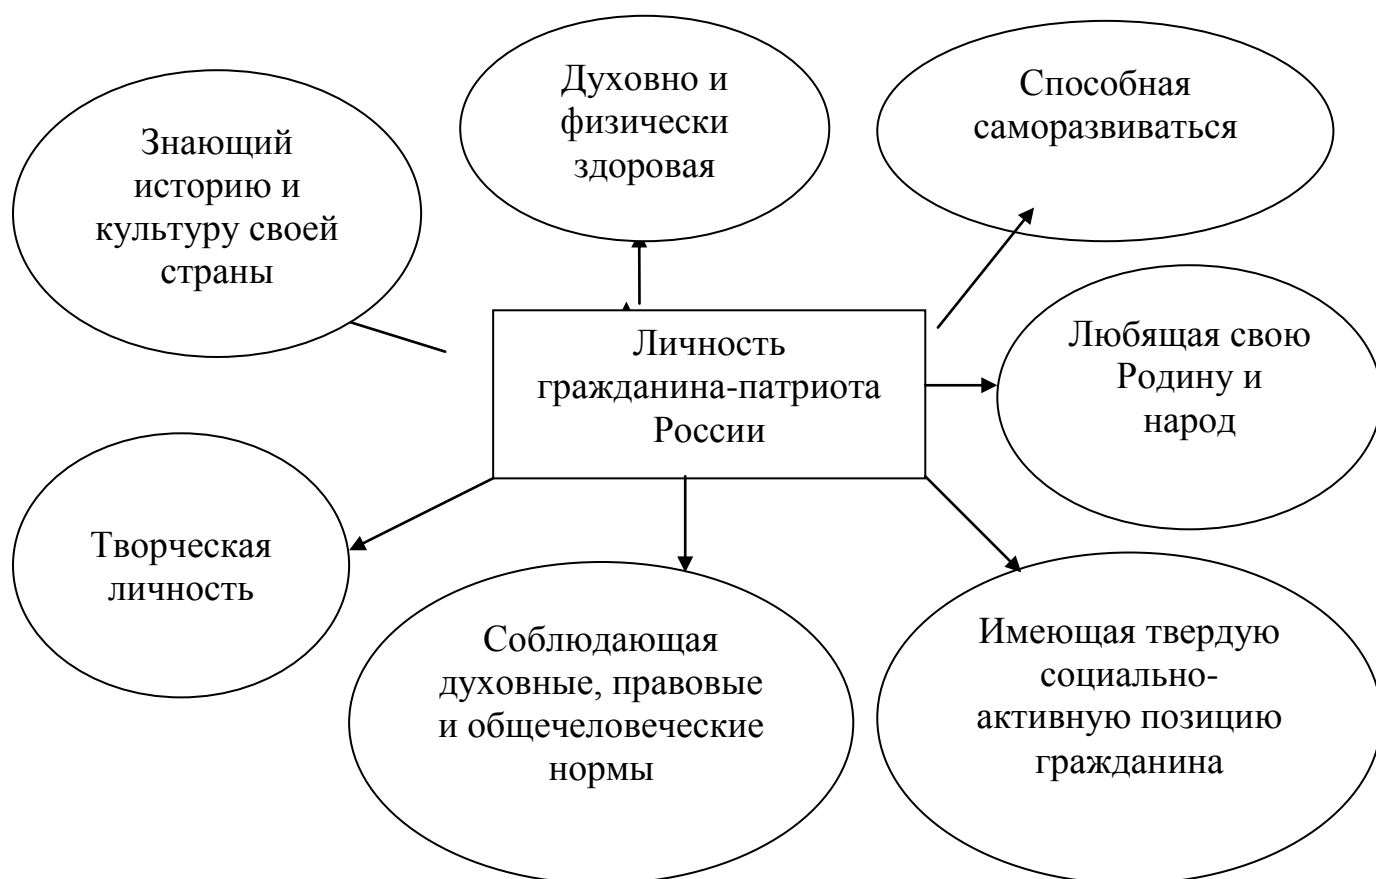 Знающий
историю и
культуру своей
страны
Духовно и
физически
здоровая
Способная
саморазвиваться
Личность
гражданина-патриота
России
Любящая свою
Родину и
народ
Творческая
личность
Соблюдающая
духовные, правовые
и общечеловеческие
нормы
Имеющая твердую
социально-
активную позицию
гражданина